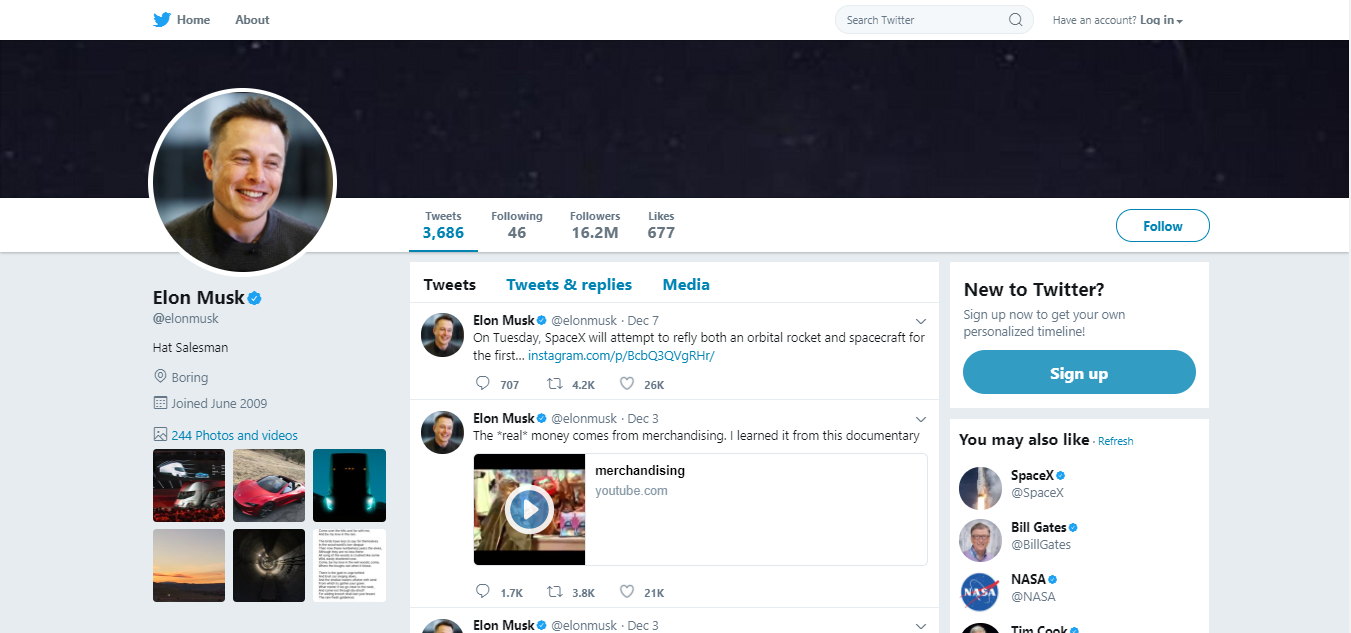 Home
About
Search Twitter
Have an account? Log in
Tweets
3,686
Following
46
Followers
16.2M
Likes
677
Follow
Elon Musk
@elonmusk
Hat Salesman
Boring
Joined June 2009
244 Photos and videos
Tweets
Tweets & replies
Media
Elon Musk @elonmusk · Dec 7
On Tuesday, SpaceX will attempt to refly both an orbital rocket and spacecraft for
the first... instagram.com/p/BcbQ3QVgRHr/
707
4.2K
26K
Elon Musk @elonmusk · Dec 3
The *real* money comes from merchandising. I learned it from this documentary
merchandising
youtube.com
1.7K
3.8K
21K
Elon Musk @elonmusk · Dec 3
New to Twitter?
Sign up now to get your own
personalized timeline!
Sign up
You may also like · Refresh
SpaceX
@SpaceX
Bill Gates
@BillGates
NASA
NASA
@NASA
Tim Cook